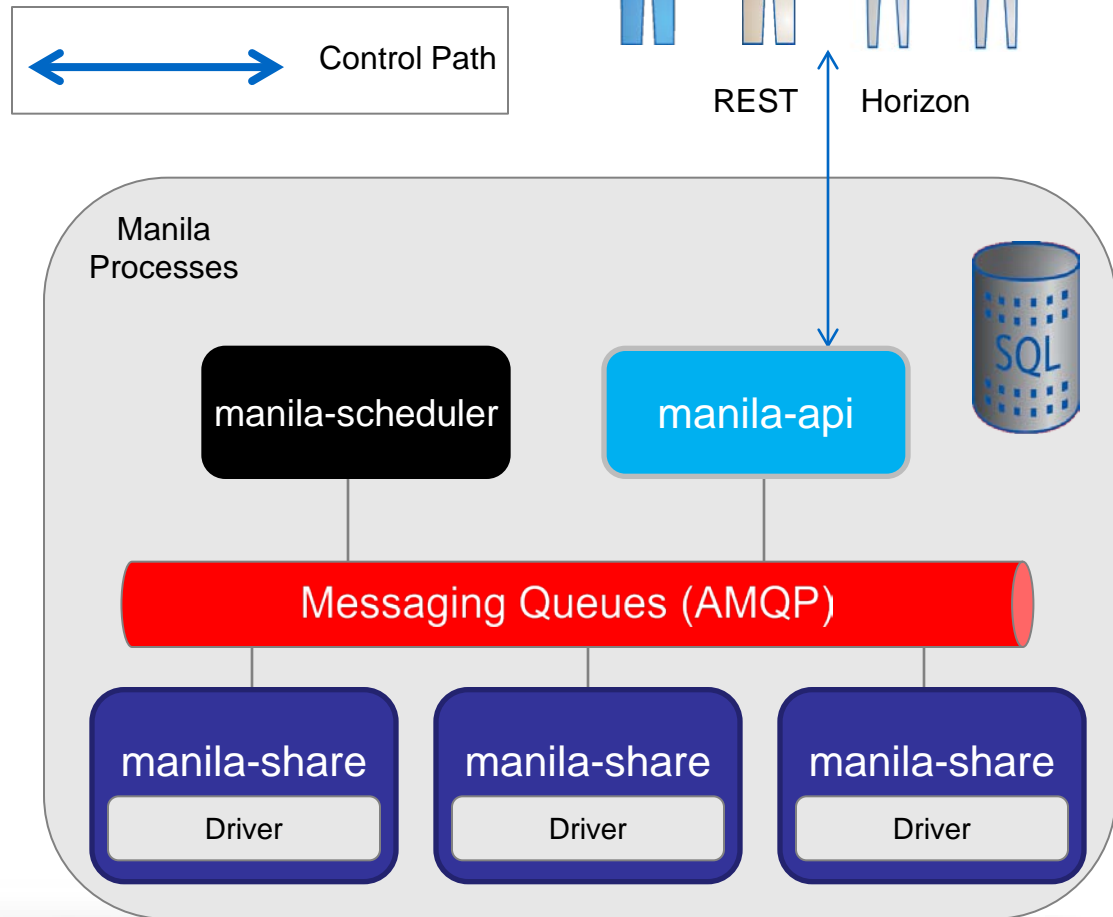 Control Path
REST Horizon
Manila
Processes
SQL
manila-scheduler
manila-api
Messaging Queues (AMQP)
manila-share
manila-share
manila-share
Driver
Driver
Driver